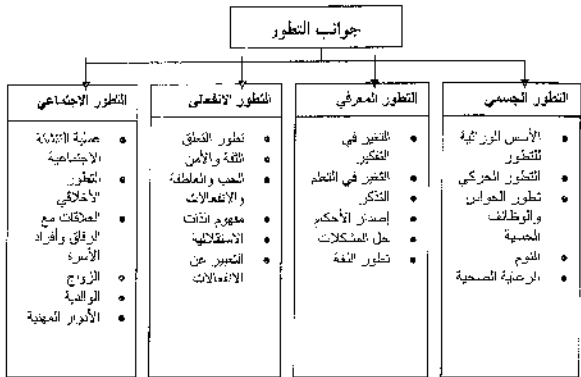 جوانب التطور
التطور الجسمي
الأسس الوراثية
للتطور
التطور الحركي
تطور الحواس
والوظائف
الحسية
النوم
الرعاية الصحية
التطور المعرفي
التغير في
التفكير
التغير في التعلم
التذكر
إصدار الأحكام
حل المشكلات
تطور اللغة
التطور الانفعالي
تطور التعلق
الثقة والأمن
الحب والعاطفة
والانفعالات
مفهوم الذات
الاستقلالية
التعبير عن
الانفعالات
التطور الاجتماعي
عملية التنشئة
الاجتماعية
التطور
الأخلاقي
العلاقات مع
الرفاق وأفراد
الأسرة
الزواج
الوالدية
الأدوار المهنية